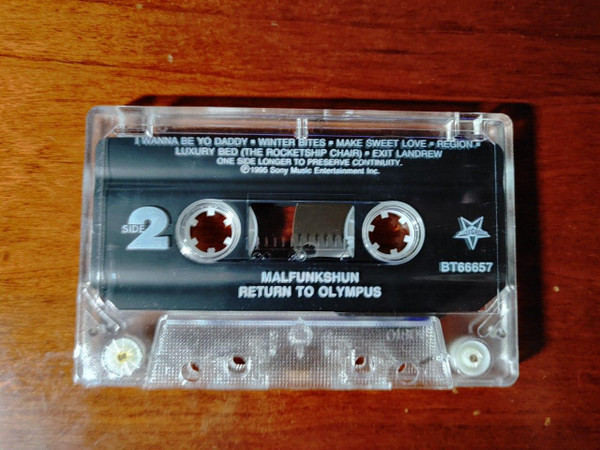 I WANNA BE YO DADDY • WINTER BITES • MAKE SWEET LOVE • REGION •
LUXURY BED (THE ROCKETSHIP CHAIR) • EXIT LANDREW
ONE SIDE LONGER TO PRESERVE CONTINUITY.
℗1995 Sony Music Entertainment Inc.
SIDE 2
BT66657
MALFUNKSHUN
RETURN TO OLYMPUS